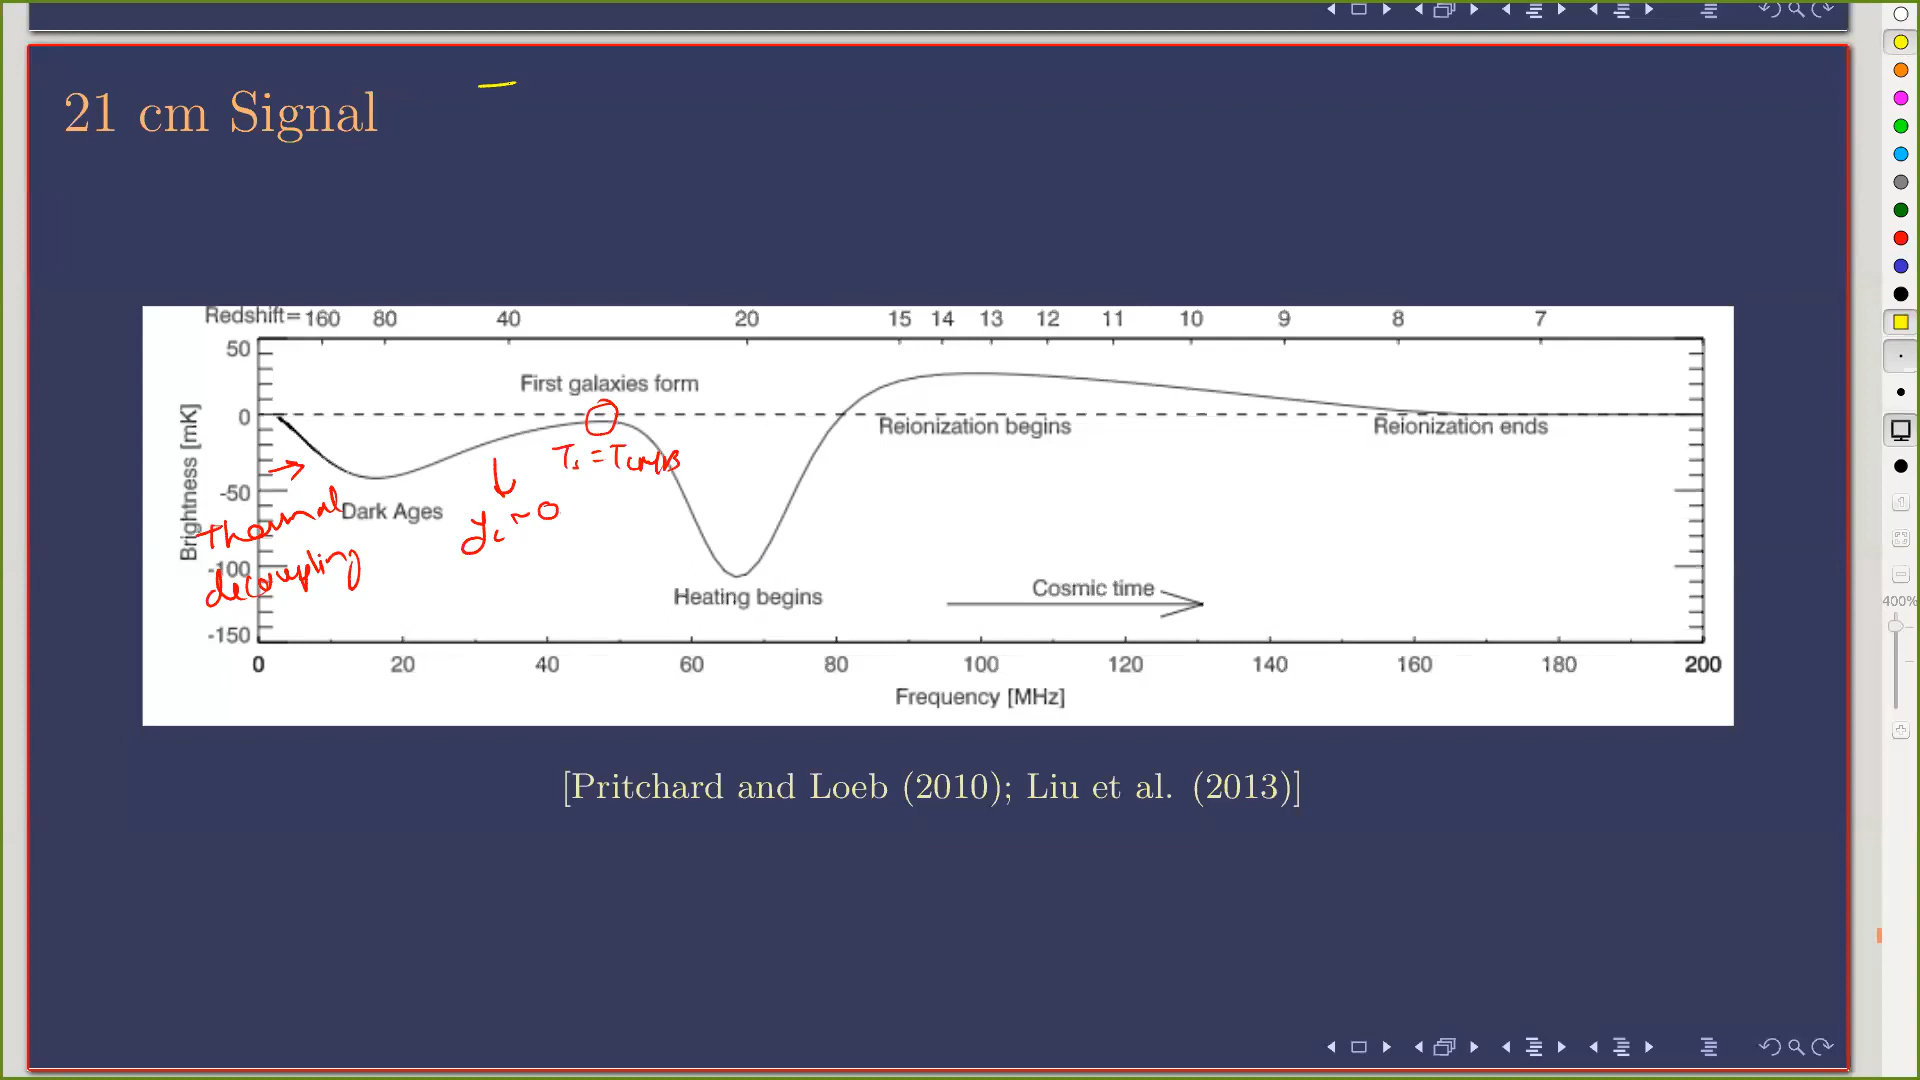 21 cm Signal
Redshift= 160 80 40 20 15 14 13 12 11 10 9 8 7
50
0
-50
-100
-150
Brightness [mK]
First galaxies form
Ts = TCMB
Reionization begins
Reionization ends
Thermal
decoupling
Dark Ages
yc ~ 0
Heating begins
Cosmic time
0 20 40 60 80 100 120 140 160 180 200
Frequency [MHz]
[Pritchard and Loeb (2010); Liu et al. (2013)]
400%